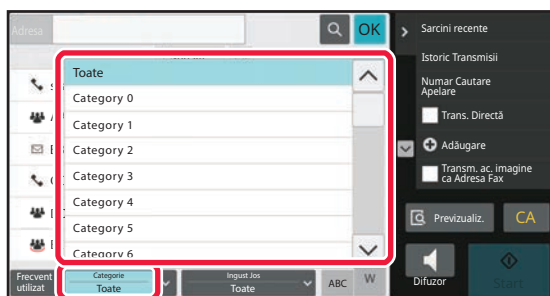 Adresa
OK
Toate
Category 0
Category 1
Category 2
Category 3
Category 4
Category 5
Category 6
Frecvent
utilizat
Categorie
Toate
Ingust Jos
Toate
ABC
W
Sarcini recente
Istoric Transmisii
Numar Cautare
Apelare
Trans. Directă
Adăugare
Transm. ac. imagine
ca Adresa Fax
Previzualiz.
CA
Difuzor
Start